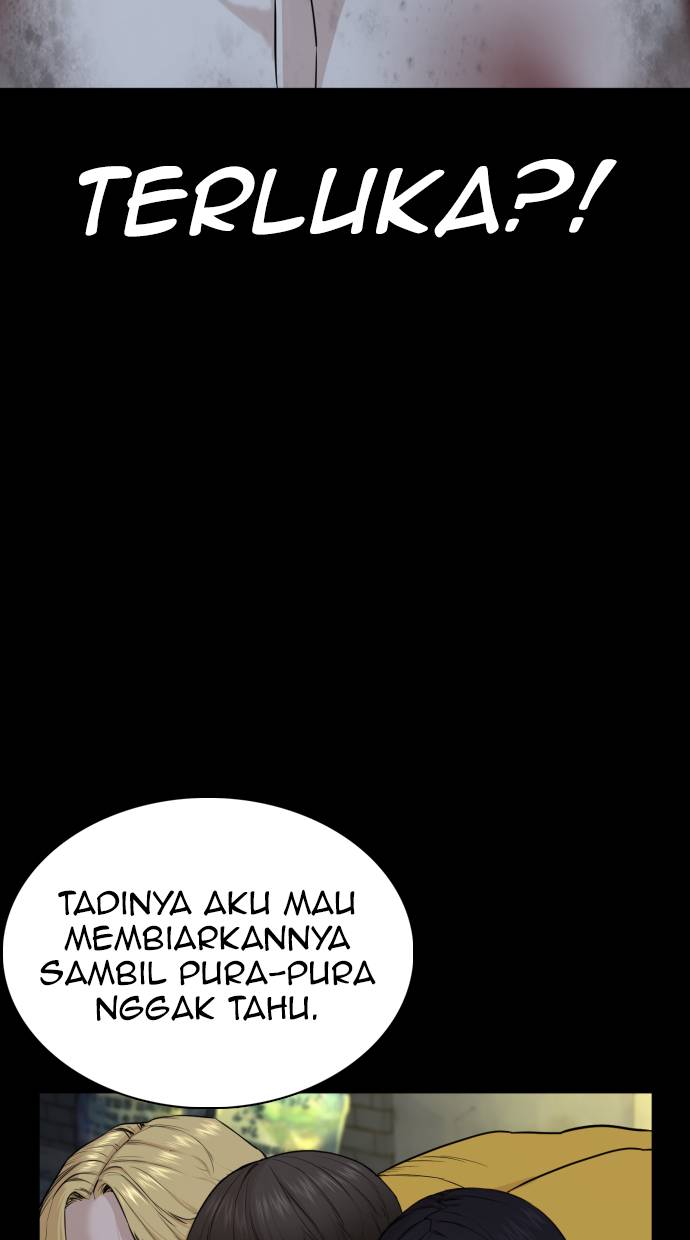 TERLUKA?!
TADINYA AKU MAU
MEMBIARKANNYA
SAMBIL PURA-PURA
NGGAK TAHU.